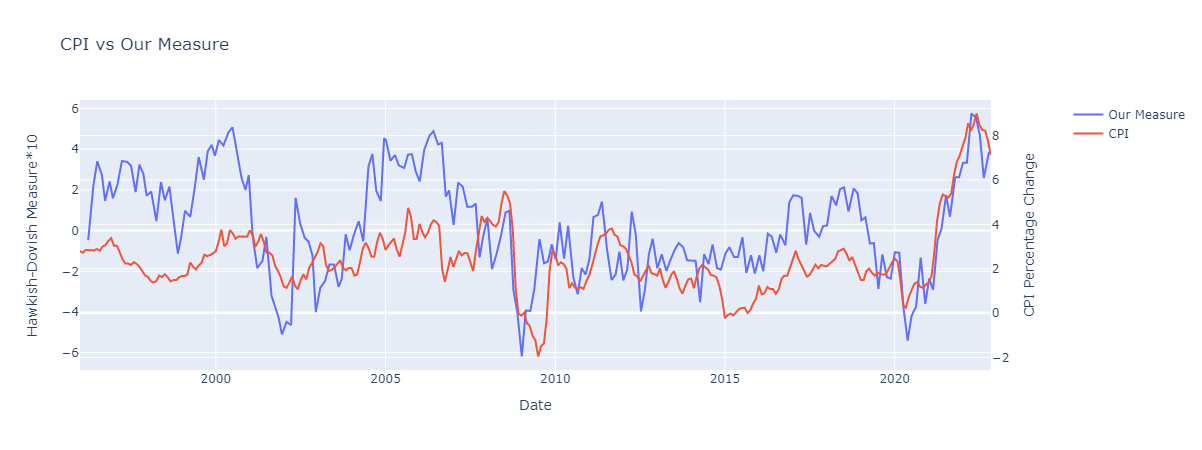 CPI vs Our Measure
Our Measure
CPI
Hawkish-Dovish Measure*10
6
4
2
0
−2
−4
−6
8
6
4
2
0
−2
CPI Percentage Change
2000 2005 2010 2015 2020
Date